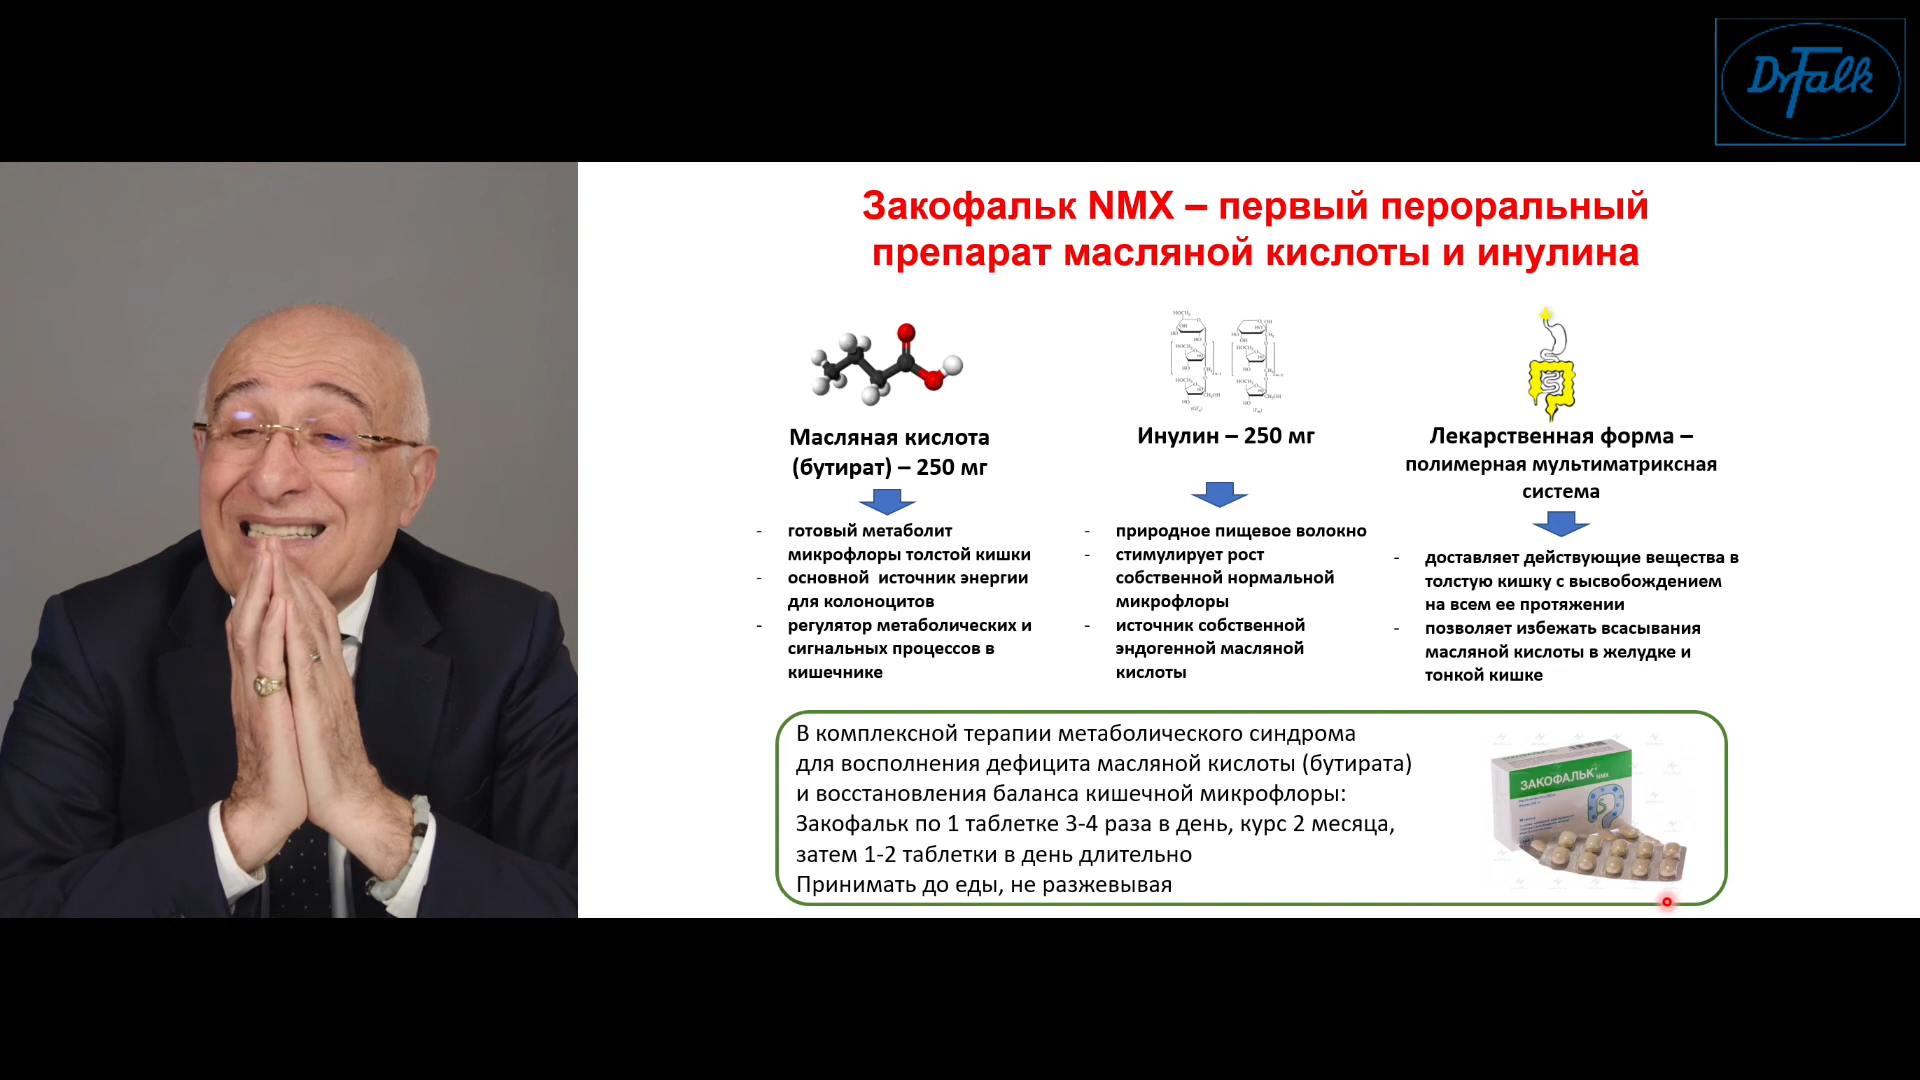 Dr Falk
Закофальк NMX – первый пероральный
препарат масляной кислоты и инулина
Масляная кислота
(бутират) – 250 мг
- готовый метаболит
микрофлоры толстой кишки
- основной источник энергии
для колоноцитов
- регулятор метаболических и
сигнальных процессов в
кишечнике
Инулин – 250 мг
- природное пищевое волокно
- стимулирует рост
собственной нормальной
микрофлоры
- источник собственной
эндогенной масляной
кислоты
Лекарственная форма –
полимерная мультиматриксная
система
- доставляет действующие вещества в
толстую кишку с высвобождением
на всем ее протяжении
- позволяет избежать всасывания
масляной кислоты в желудке и
тонкой кишке
В комплексной терапии метаболического синдрома
для восполнения дефицита масляной кислоты (бутирата)
и восстановления баланса кишечной микрофлоры:
Закофальк по 1 таблетке 3-4 раза в день, курс 2 месяца,
затем 1-2 таблетки в день длительно
Принимать до еды, не разжевывая
ЗАКОФАЛЬК NMX